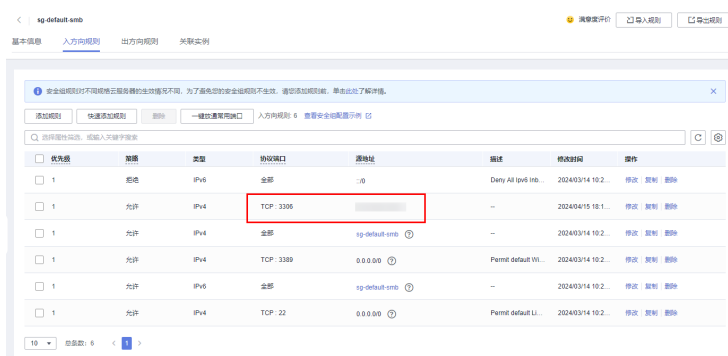 < sg-default-smb 满意度评价 导入规则 导出规则
基本信息 入方向规则 出方向规则 关联实例
安全组规则对不同规格云服务器的生效情况不同，为了避免您的安全组规则不生效，请您添加规则前，单击此处了解详情。 ×
添加规则 快速添加规则 删除 一键放通常用端口 入方向规则: 6 查看安全组配置示例
选择属性筛选，或输入关键字搜索
优先级 策略 类型 协议端口 源地址 描述 修改时间 操作
1 拒绝 IPv6 全部 ::/0 Deny All Ipv6 Inb... 2024/03/14 10:2... 修改 复制 删除
1 允许 IPv4 TCP : 3306 -- 2024/04/15 18:1... 修改 复制 删除
1 允许 IPv4 全部 sg-default-smb -- 2024/03/14 10:2... 修改 复制 删除
1 允许 IPv4 TCP : 3389 0.0.0.0/0 Permit default Wi... 2024/03/14 10:2... 修改 复制 删除
1 允许 IPv6 全部 sg-default-smb -- 2024/03/14 10:2... 修改 复制 删除
1 允许 IPv4 TCP : 22 0.0.0.0/0 Permit default Li... 2024/03/14 10:2... 修改 复制 删除
10 总条数: 6 < 1 >